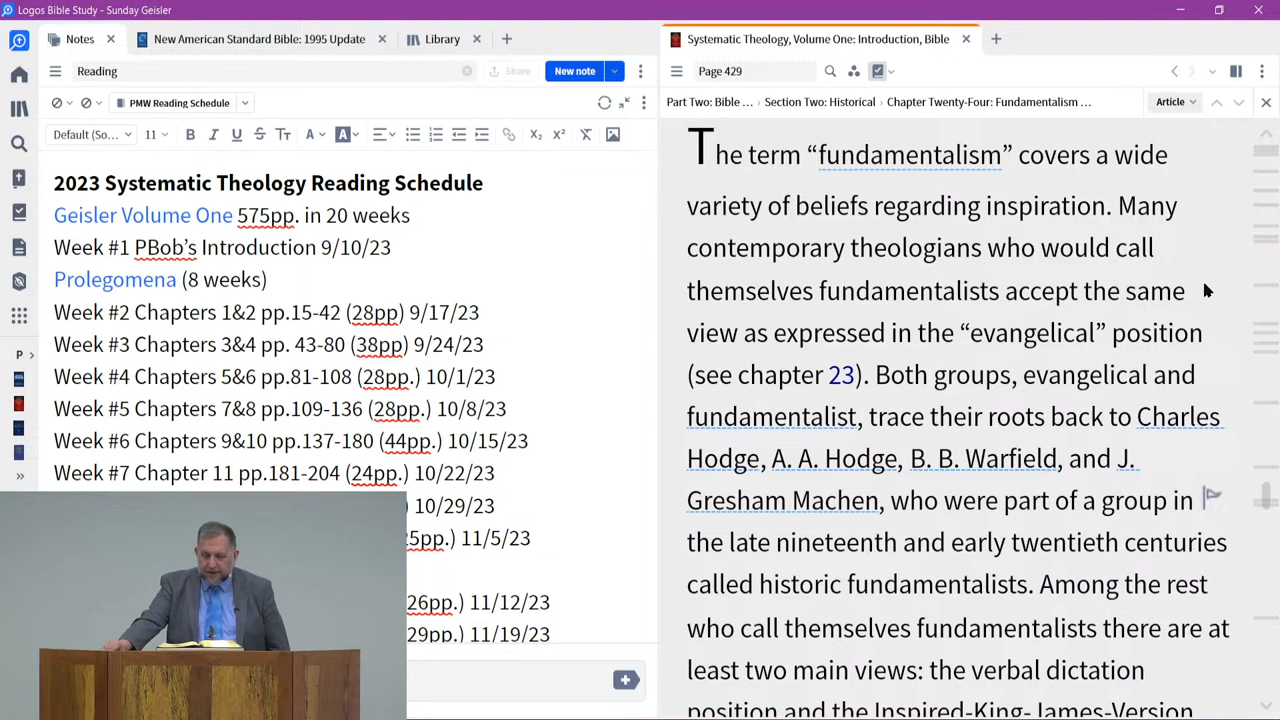 Logos Bible Study - Sunday Geisler
Notes
New American Standard Bible: 1995 Update
Library
Systematic Theology, Volume One: Introduction, Bible
Reading
Share
New note
Page 429
PMW Reading Schedule
Part Two: Bible ... › Section Two: Historical › Chapter Twenty-Four: Fundamentalism ...
Article
Default (So...
11
2023 Systematic Theology Reading Schedule
Geisler Volume One 575pp. in 20 weeks
Week #1 PBob’s Introduction 9/10/23
Prolegomena (8 weeks)
Week #2 Chapters 1&2 pp.15-42 (28pp) 9/17/23
Week #3 Chapters 3&4 pp. 43-80 (38pp) 9/24/23
Week #4 Chapters 5&6 pp.81-108 (28pp.) 10/1/23
Week #5 Chapters 7&8 pp.109-136 (28pp.) 10/8/23
Week #6 Chapters 9&10 pp.137-180 (44pp.) 10/15/23
Week #7 Chapter 11 pp.181-204 (24pp.) 10/22/23
10/29/23
5pp.) 11/5/23
26pp.) 11/12/23
29pp.) 11/19/23
P
The term “fundamentalism” covers a wide
variety of beliefs regarding inspiration. Many
contemporary theologians who would call
themselves fundamentalists accept the same
view as expressed in the “evangelical” position
(see chapter 23). Both groups, evangelical and
fundamentalist, trace their roots back to Charles
Hodge, A. A. Hodge, B. B. Warfield, and J.
Gresham Machen, who were part of a group in
the late nineteenth and early twentieth centuries
called historic fundamentalists. Among the rest
who call themselves fundamentalists there are at
least two main views: the verbal dictation
position and the Inspired-King-James-Version